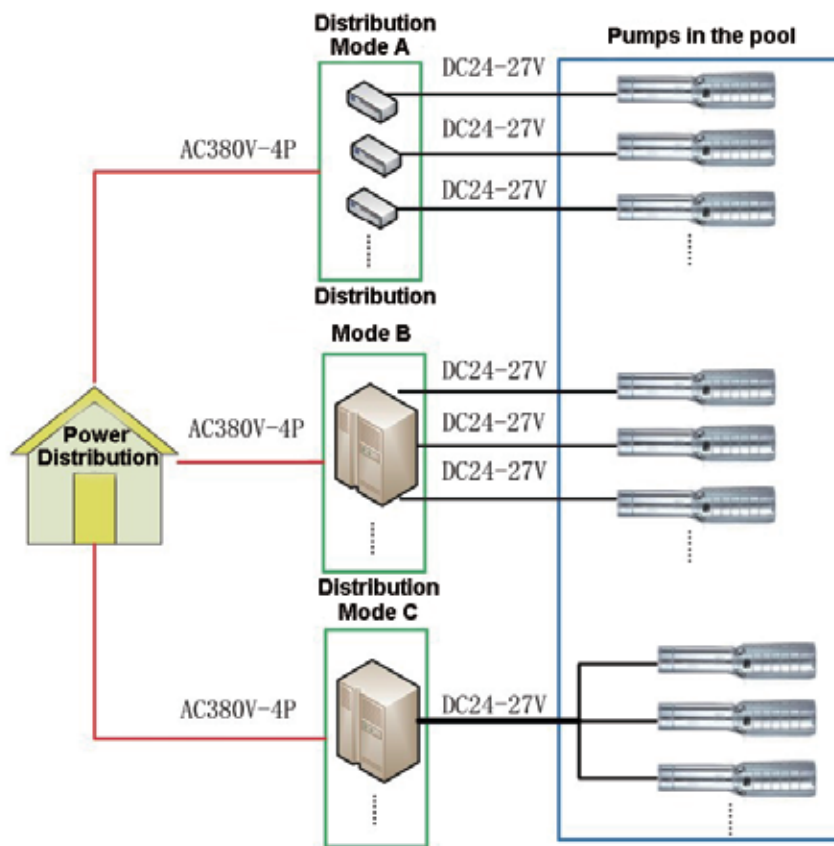 Distribution
Mode A
Pumps in the pool
DC24-27V
DC24-27V
DC24-27V
AC380V-4P
Distribution
Mode B
DC24-27V
DC24-27V
DC24-27V
AC380V-4P
Power
Distribution
Distribution
Mode C
AC380V-4P
DC24-27V